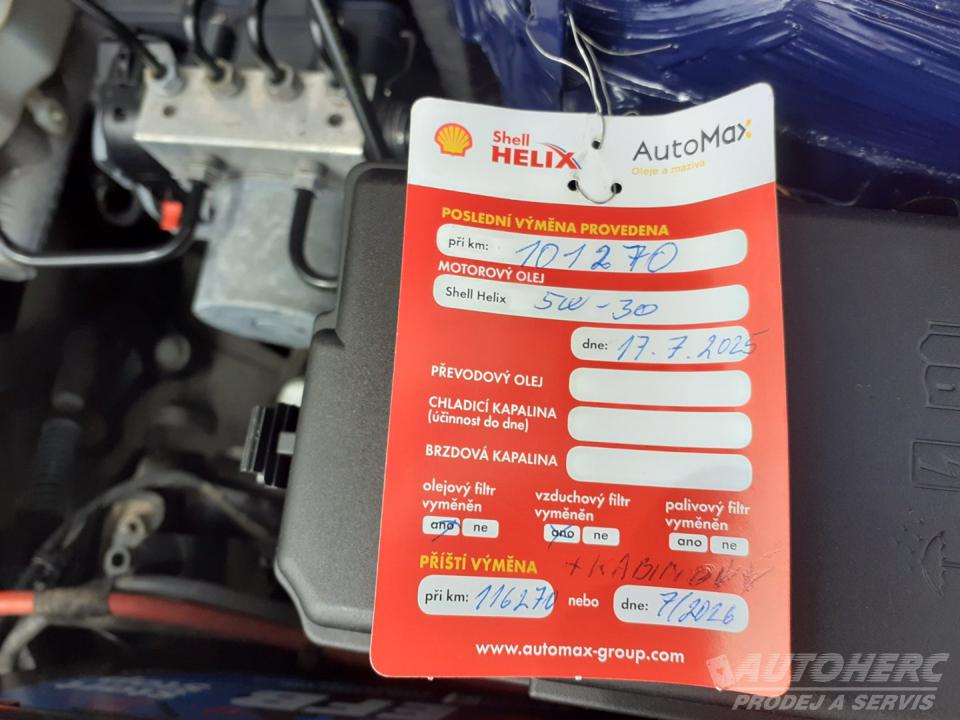 Shell
HELIX
AutoMax
Oleje a maziva
POSLEDNÍ VÝMĚNA PROVEDENA
při km: 101270
MOTOROVÝ OLEJ
Shell Helix 5W-30
dne: 17.7.2025
PŘEVODOVÝ OLEJ
CHLADICÍ KAPALINA
(účinnost do dne)
BRZDOVÁ KAPALINA
olejový filtr
vyměněn
ano ne
vzduchový filtr
vyměněn
ano ne
palivový filtr
vyměněn
ano ne
+KABINOVÝ
PŘÍŠTÍ VÝMĚNA
při km: 116270 nebo dne: 7/2026
www.automax-group.com
AUTOHERC
PRODEJ A SERVIS